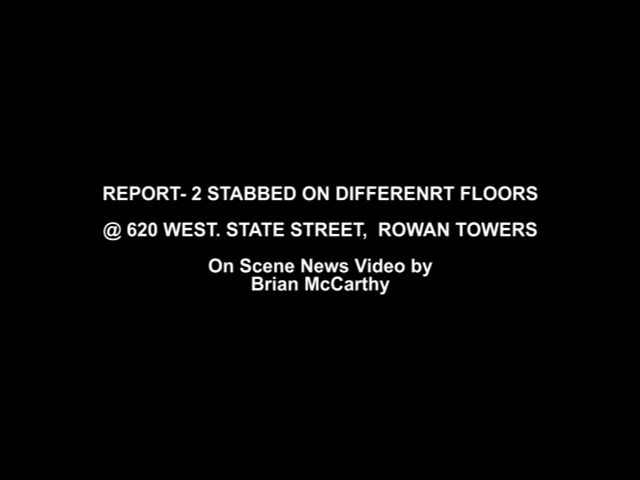 REPORT- 2 STABBED ON DIFFERENRT FLOORS
@ 620 WEST. STATE STREET,  ROWAN TOWERS
On Scene News Video by
Brian McCarthy